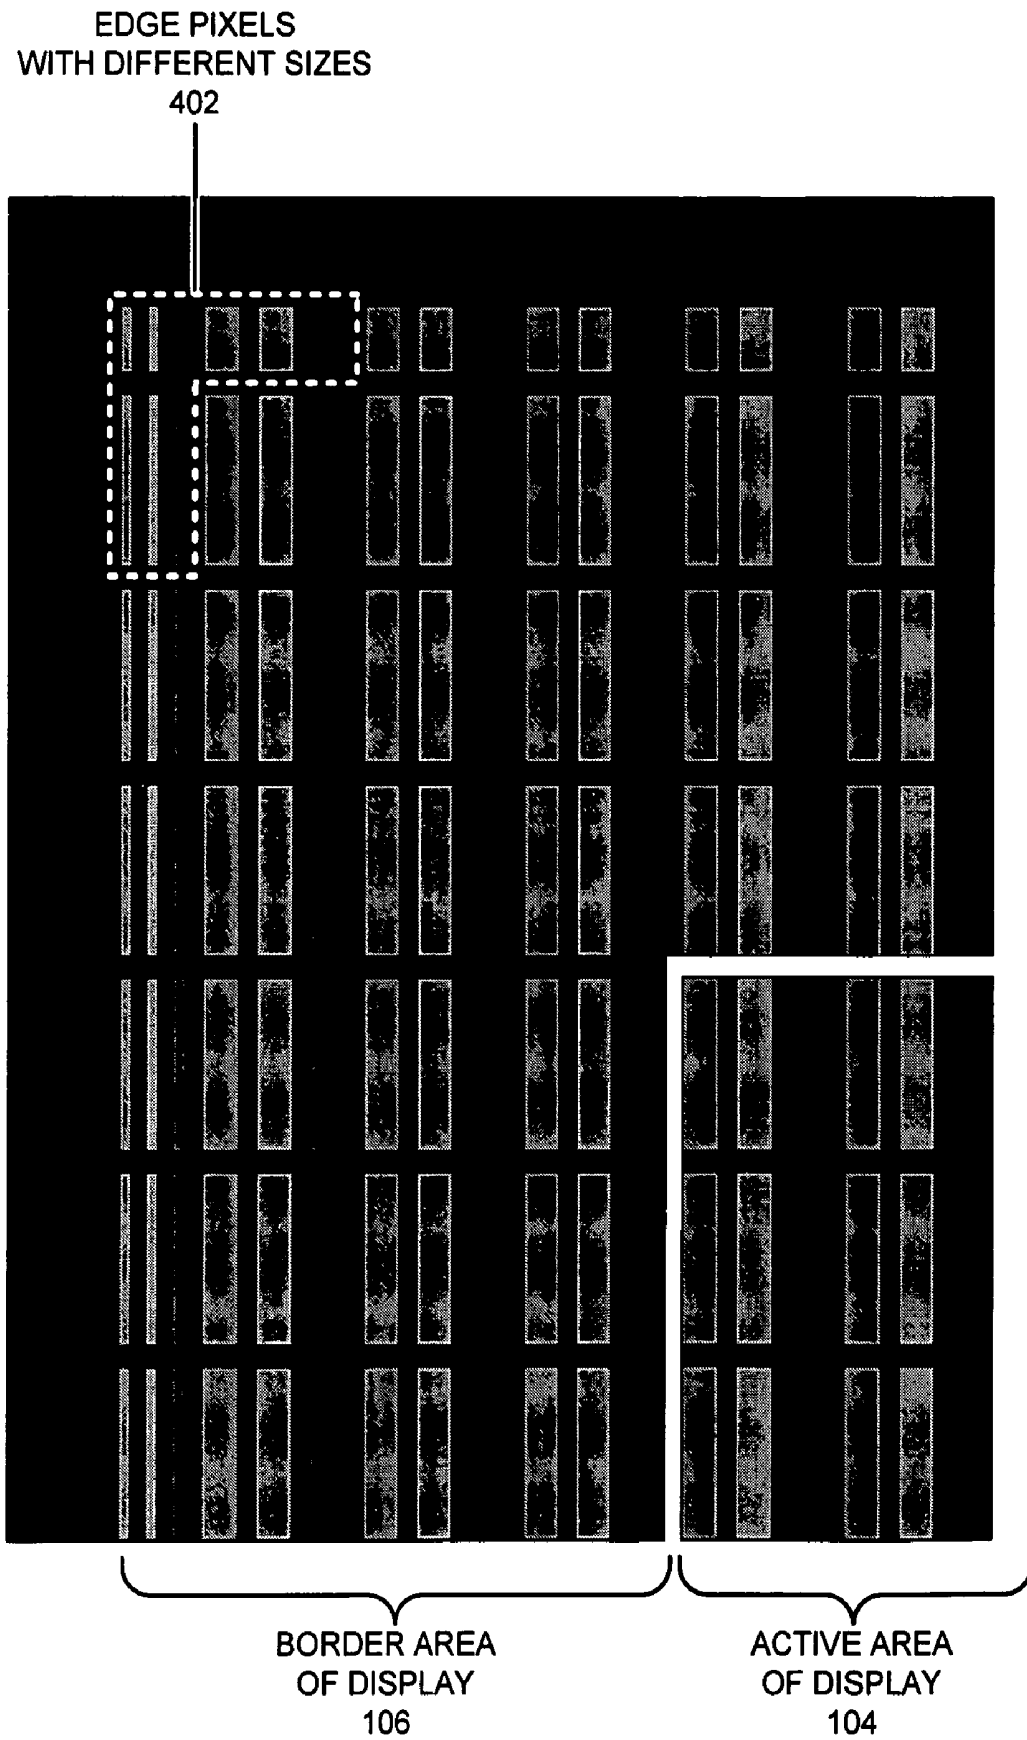 EDGE PIXELS
WITH DIFFERENT SIZES
402
BORDER AREA
OF DISPLAY
106
ACTIVE AREA
OF DISPLAY
104